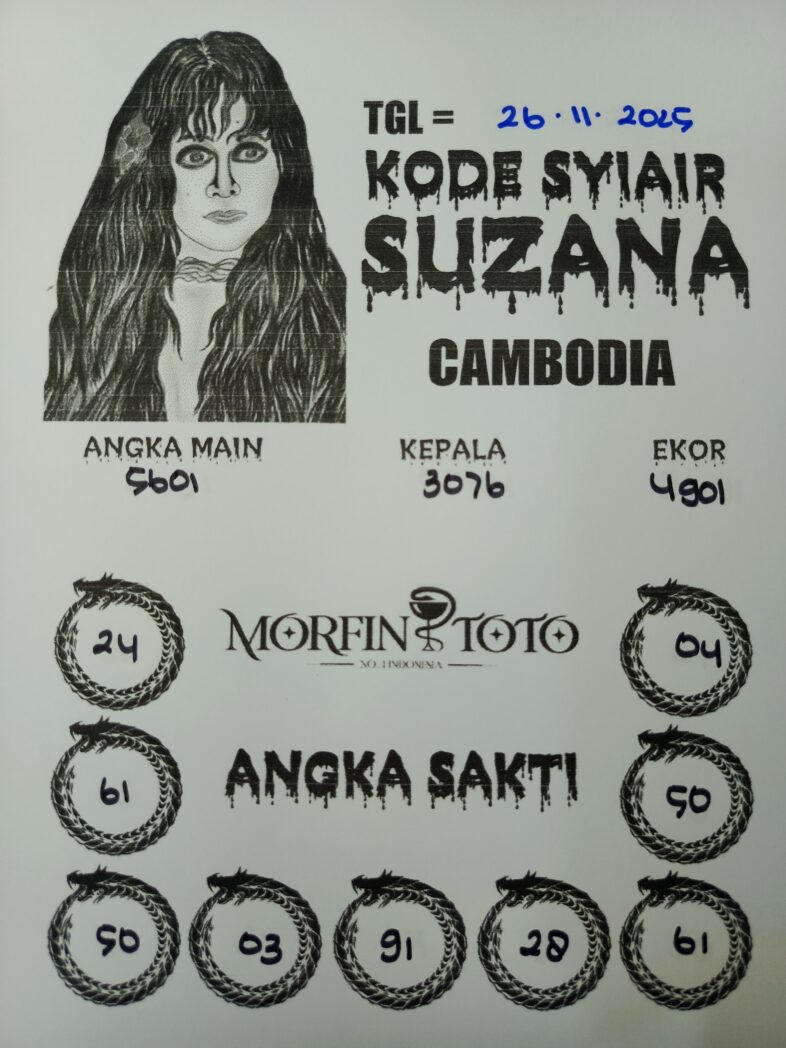 TGL = 26.11.2025
KODE SYIAIR
SUZANA
CAMBODIA
ANGKA MAIN KEPALA EKOR
5601 3076 4901
24 MORFIN TOTO 04
NO.1 INDONESIA
61 ANGKA SAKTI 50
50 03 91 28 61